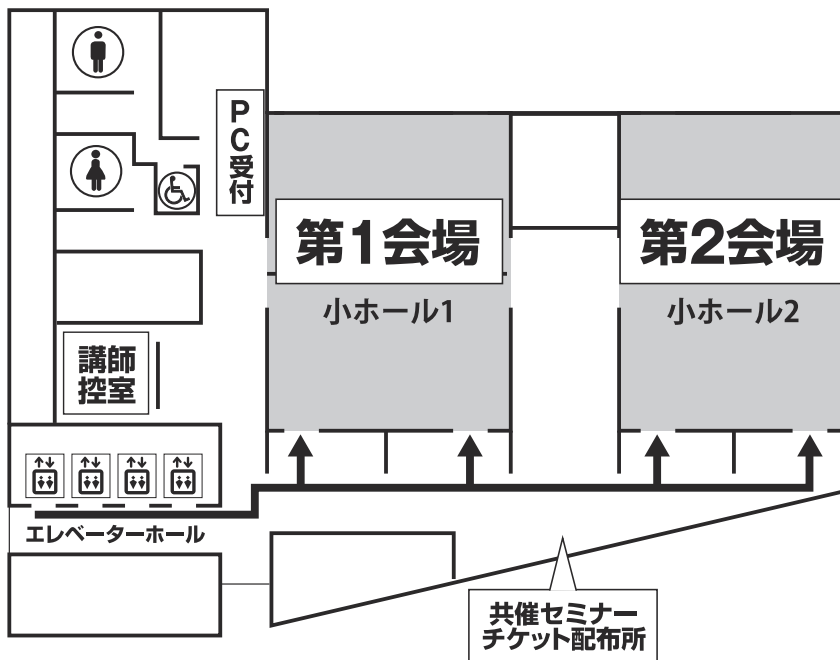 PC受付
第1会場
小ホール1
第2会場
小ホール2
講師
控室
エレベーターホール
共催セミナー
チケット配布所